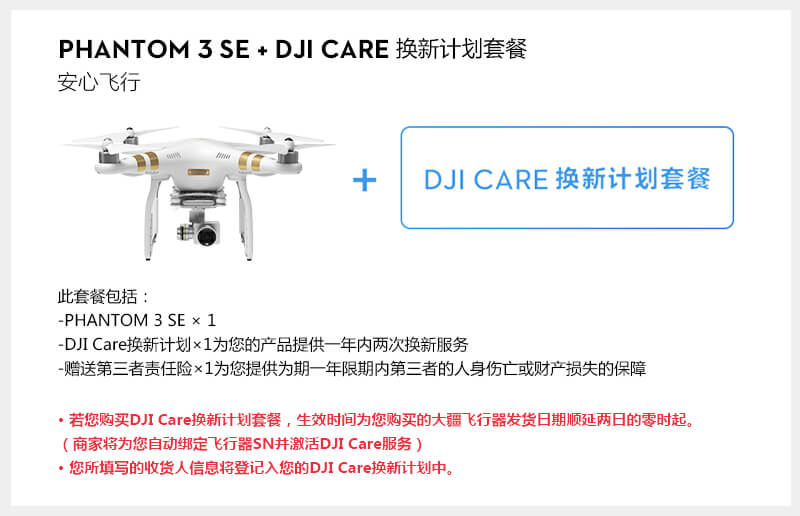 PHANTOM 3 SE + DJI CARE 换新计划套餐
安心飞行
+
DJI CARE 换新计划套餐
此套餐包括：
-PHANTOM 3 SE × 1
-DJI Care换新计划×1为您的产品提供一年内两次换新服务
-赠送第三者责任险×1为您提供为期一年限期内第三者的人身伤亡或财产损失的保障
• 若您购买DJI Care换新计划套餐，生效时间为您购买的大疆飞行器发货日期顺延两日的零时起。
（商家将为您自动绑定飞行器SN并激活DJI Care服务）
• 您所填写的收货人信息将登记入您的DJI Care换新计划中。